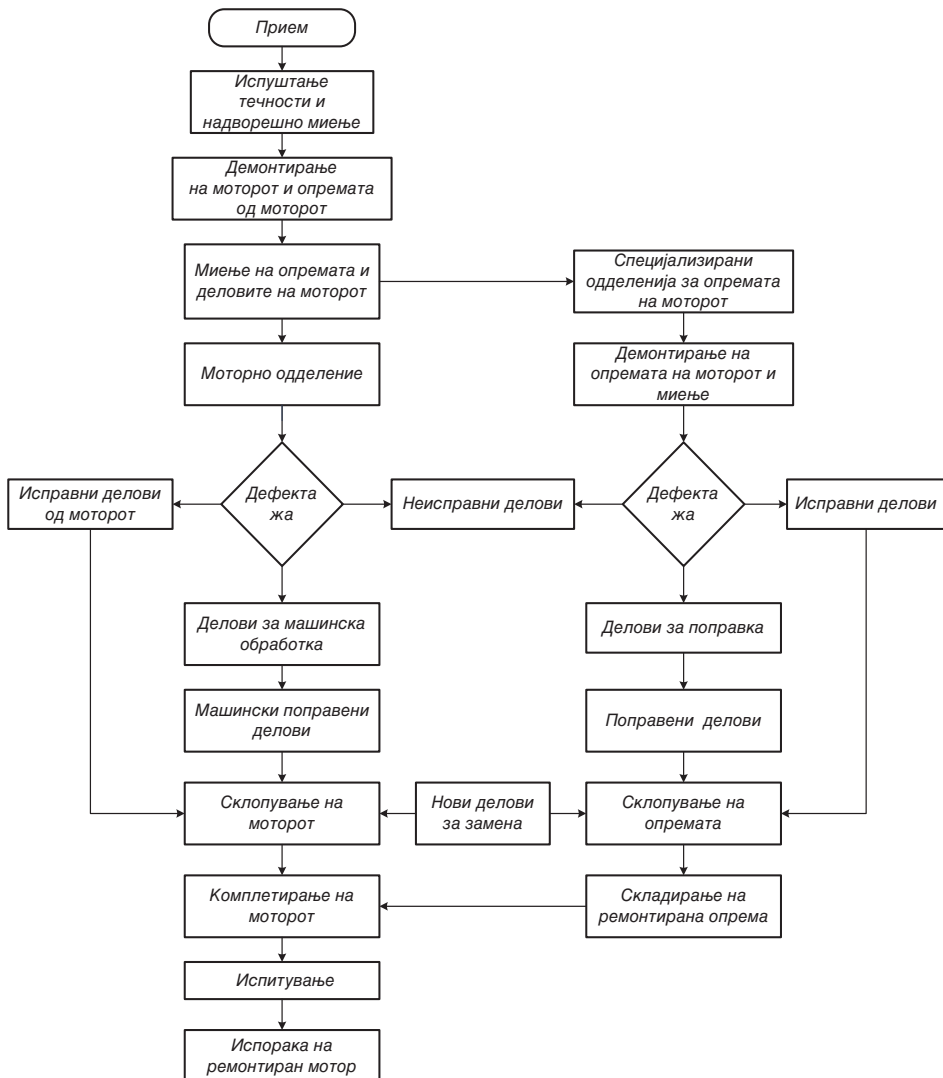 Прием
Испуштање
течности и
надворешно миење
Демонтирање
на моторот и опремата
од моторот
Миење на опремата и
деловите на моторот
Специјализирани
одделенија за опремата
на моторот
Моторно одделение
Демонтирање на
опремата на моторот и
миење
Исправни делови
од моторот
Дефекта
жа
Неисправни делови
Дефекта
жа
Исправни делови
Делови за машинска
обработка
Делови за поправка
Машински поправени
делови
Поправени делови
Склопување на
моторот
Нови делови
за замена
Склопување на
опремата
Комплетирање на
моторот
Складирање на
ремонтирана опрема
Испитување
Испорака на
ремонтиран мотор